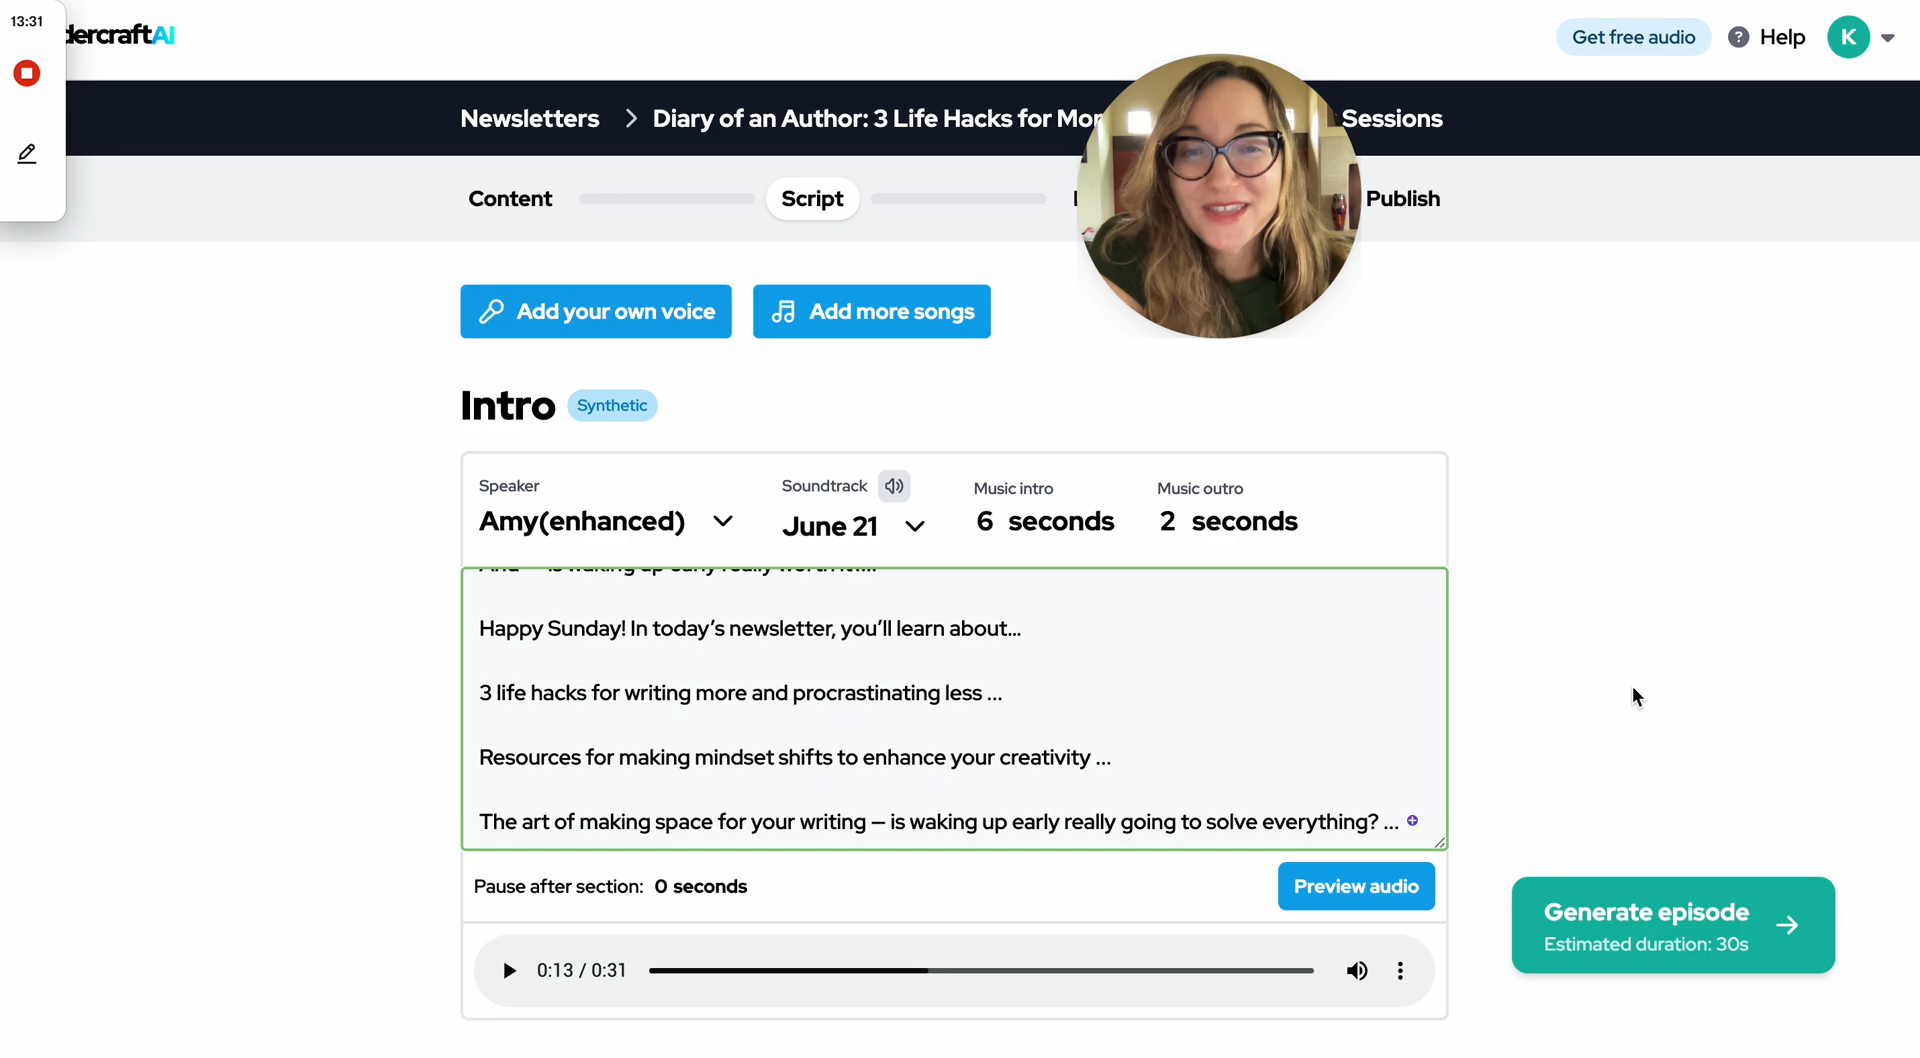 13:31
dercraftAI
Get free audio
? Help
K
Newsletters > Diary of an Author: 3 Life Hacks for Mor
Sessions
Content
Script
Publish
Add your own voice
Add more songs
Intro
Synthetic
Speaker
Soundtrack
Music intro
Music outro
Amy(enhanced)
June 21
6 seconds
2 seconds
Happy Sunday! In today’s newsletter, you’ll learn about...
3 life hacks for writing more and procrastinating less ...
Resources for making mindset shifts to enhance your creativity ...
The art of making space for your writing – is waking up early really going to solve everything? ...
Pause after section: 0 seconds
Preview audio
Generate episode
Estimated duration: 30s
0:13 / 0:31